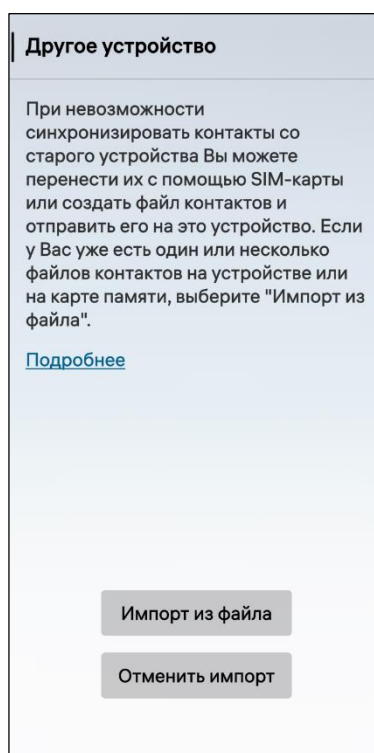 Другое устройство
При невозможности
синхронизировать контакты со
старого устройства Вы можете
перенести их с помощью SIM-карты
или создать файл контактов и
отправить его на это устройство. Если
у Вас уже есть один или несколько
файлов контактов на устройстве или
на карте памяти, выберите "Импорт из
файла".
Подробнее
Импорт из файла
Отменить импорт